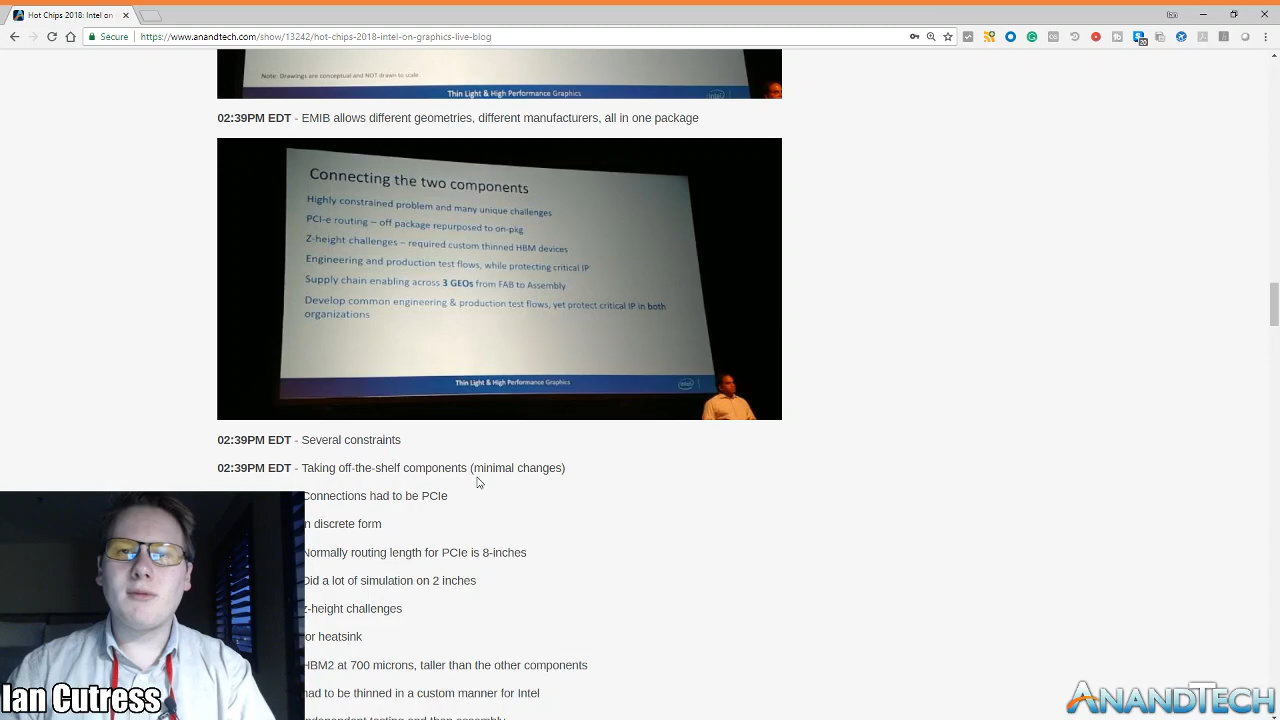 Hot Chips 2018: Intel on
Secure
https://www.anandtech.com/show/13242/hot-chips-2018-intel-on-graphics-live-blog
Note: Drawings are conceptual and NOT drawn to scale
Thin Light & High Performance Graphics
intel
02:39PM EDT - EMIB allows different geometries, different manufacturers, all in one package
Connecting the two components
Highly constrained problem and many unique challenges
PCI-e routing – off package repurposed to on-pkg
Z-height challenges – required custom thinned HBM devices
Engineering and production test flows, while protecting critical IP
Supply chain enabling across 3 GEOs from FAB to Assembly
Develop common engineering & production test flows, yet protect critical IP in both
organizations
Thin Light & High Performance Graphics
intel
02:39PM EDT - Several constraints
02:39PM EDT - Taking off-the-shelf components (minimal changes)
Connections had to be PCIe
in discrete form
Normally routing length for PCIe is 8-inches
Did a lot of simulation on 2 inches
z-height challenges
for heatsink
HBM2 at 700 microns, taller than the other components
had to be thinned in a custom manner for Intel
independent testing and then assembly
Ian Cutress
ANANDTECH